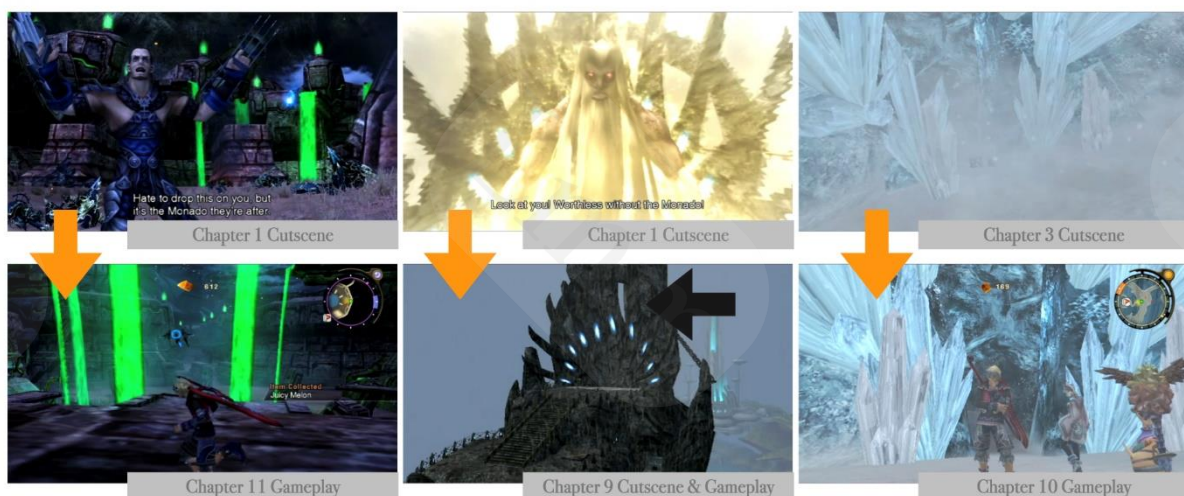 Hate to drop this on you, but
it's the Monado they're after.
Chapter 1 Cutscene
Look at you! Worthless without the Monado!
Chapter 1 Cutscene
Chapter 3 Cutscene
612
Item Collected
Juicy Melon
Chapter 11 Gameplay
Chapter 9 Cutscene & Gameplay
169
Chapter 10 Gameplay